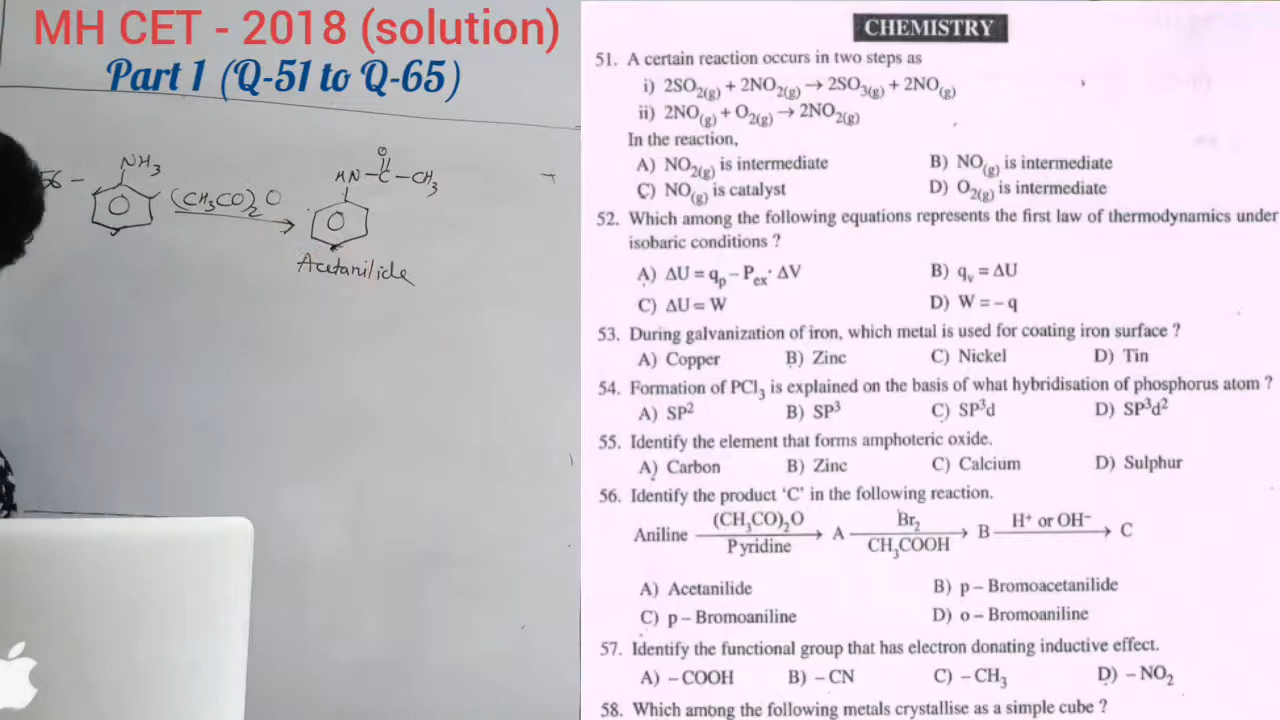 MH CET - 2018 (solution)
Part 1 (Q-51 to Q-65)
56 -
NH3
(CH3CO)2O
O
HN-C-CH3
Acetanilide
CHEMISTRY
51. A certain reaction occurs in two steps as
i) 2SO2(g) + 2NO2(g) → 2SO3(g) + 2NO(g)
ii) 2NO(g) + O2(g) → 2NO2(g)
In the reaction,
A) NO2(g) is intermediate B) NO(g) is intermediate
C) NO(g) is catalyst D) O2(g) is intermediate
52. Which among the following equations represents the first law of thermodynamics under
isobaric conditions ?
A) ΔU = qp – Pex· ΔV B) qv = ΔU
C) ΔU = W D) W = – q
53. During galvanization of iron, which metal is used for coating iron surface ?
A) Copper B) Zinc C) Nickel D) Tin
54. Formation of PCl3 is explained on the basis of what hybridisation of phosphorus atom ?
A) SP² B) SP³ C) SP³d D) SP³d²
55. Identify the element that forms amphoteric oxide.
A) Carbon B) Zinc C) Calcium D) Sulphur
56. Identify the product ‘C’ in the following reaction.
(CH3CO)2O Br2 H⁺ or OH⁻
Aniline → A → B → C
Pyridine CH3COOH
A) Acetanilide B) p – Bromoacetanilide
C) p – Bromoaniline D) o – Bromoaniline
57. Identify the functional group that has electron donating inductive effect.
A) – COOH B) – CN C) – CH3 D) – NO2
58. Which among the following metals crystallise as a simple cube ?